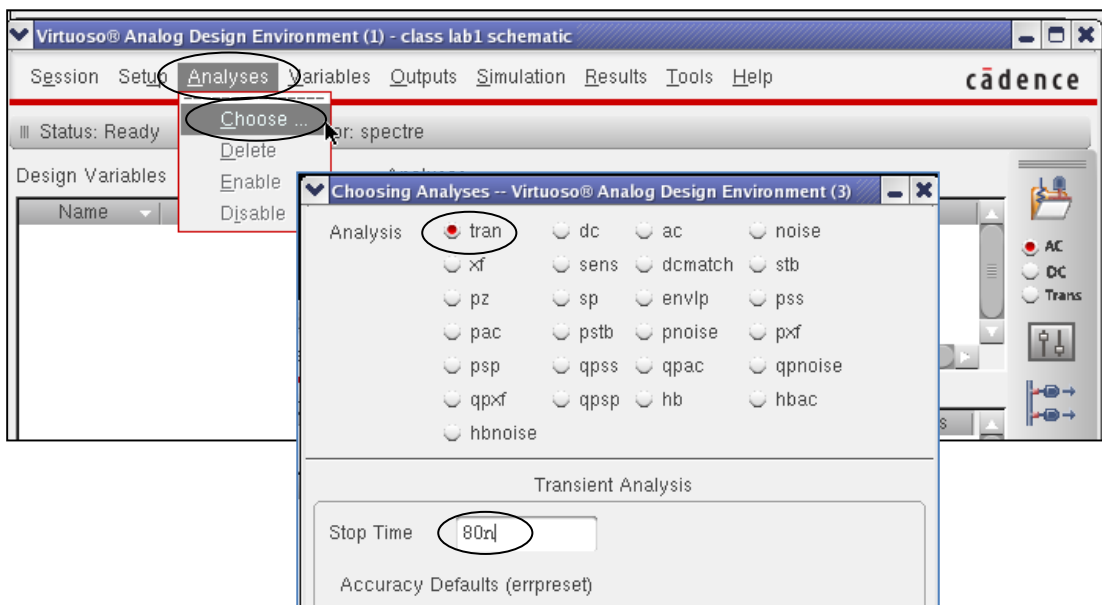 Virtuoso® Analog Design Environment (1) - class lab1 schematic
Session Setup Analyses Variables Outputs Simulation Results Tools Help
cādence
Choose ...
Delete
Enable
Disable
Status: Ready
or: spectre
Design Variables
Name
AC
DC
Trans
Choosing Analyses -- Virtuoso® Analog Design Environment (3)
Analysis tran dc ac noise
xf sens dcmatch stb
pz sp envlp pss
pac pstb pnoise pxf
psp qpss qpac qpnoise
qpxf qpsp hb hbac
hbnoise
Transient Analysis
Stop Time 80n
Accuracy Defaults (errpreset)